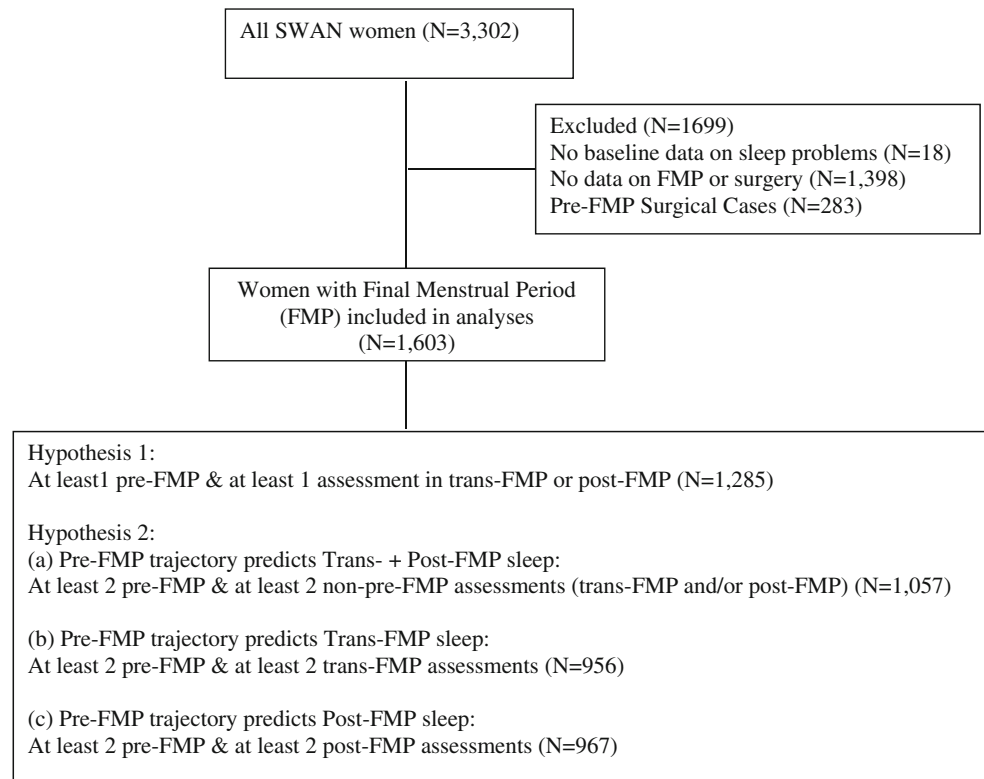 All SWAN women (N=3,302)
Excluded (N=1699)
No baseline data on sleep problems (N=18)
No data on FMP or surgery (N=1,398)
Pre-FMP Surgical Cases (N=283)
Women with Final Menstrual Period
(FMP) included in analyses
(N=1,603)
Hypothesis 1:
At least1 pre-FMP & at least 1 assessment in trans-FMP or post-FMP (N=1,285)
Hypothesis 2:
(a) Pre-FMP trajectory predicts Trans- + Post-FMP sleep:
At least 2 pre-FMP & at least 2 non-pre-FMP assessments (trans-FMP and/or post-FMP) (N=1,057)
(b) Pre-FMP trajectory predicts Trans-FMP sleep:
At least 2 pre-FMP & at least 2 trans-FMP assessments (N=956)
(c) Pre-FMP trajectory predicts Post-FMP sleep:
At least 2 pre-FMP & at least 2 post-FMP assessments (N=967)